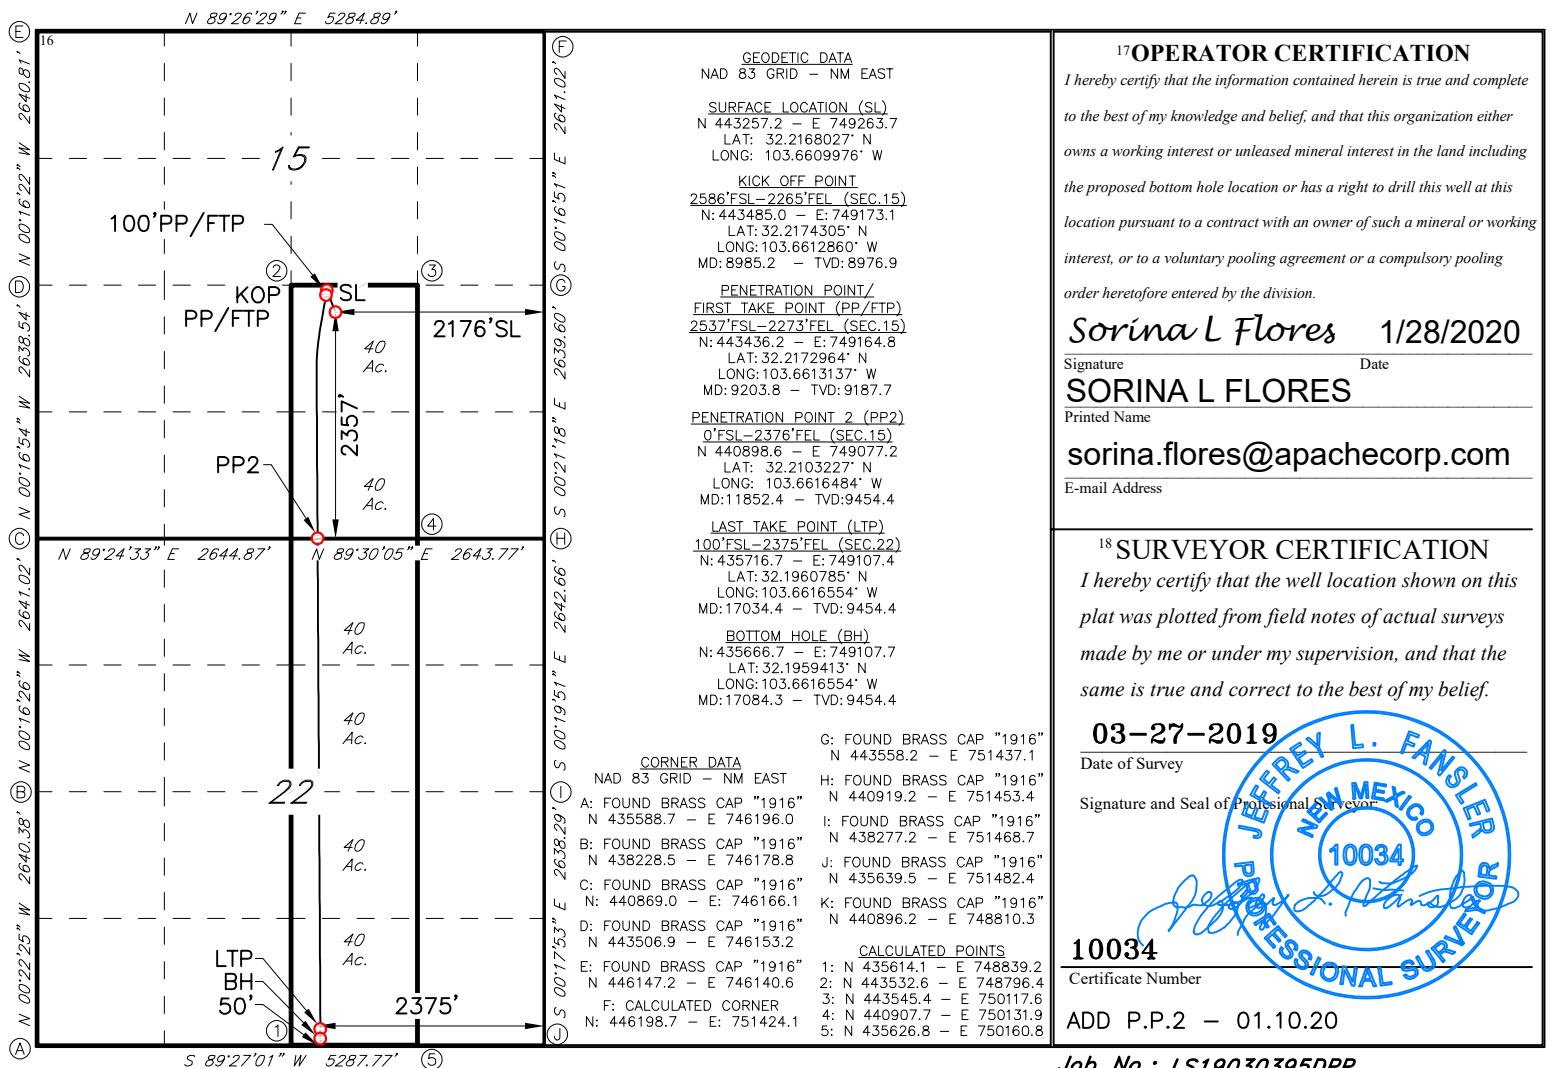 N 89°26'29" E 5284.89'
E
16
F
N 00°16'22" W 2640.81'
S 00°16'51" E 2641.02'
15
100'PP/FTP
2
3
D
KOP
SL
G
PP/FTP
2176'SL
40
Ac.
N 00°16'54" W 2638.54'
S 00°21'18" E 2639.60'
2357'
PP2
40
Ac.
4
C
H
N 89°24'33" E 2644.87'
N 89°30'05" E 2643.77'
N 00°16'26" W 2641.02'
S 00°19'51" E 2642.66'
40
Ac.
40
Ac.
B
22
I
40
Ac.
N 00°22'25" W 2640.38'
S 00°17'53" E 2638.29'
40
Ac.
LTP
BH
50'
2375'
1
J
A
S 89°27'01" W 5287.77'
5
GEODETIC DATA
NAD 83 GRID – NM EAST
SURFACE LOCATION (SL)
N 443257.2 – E 749263.7
LAT: 32.2168027° N
LONG: 103.6609976° W
KICK OFF POINT
2586'FSL–2265'FEL (SEC.15)
N: 443485.0 – E: 749173.1
LAT: 32.2174305° N
LONG: 103.6612860° W
MD: 8985.2 – TVD: 8976.9
PENETRATION POINT/
FIRST TAKE POINT (PP/FTP)
2537'FSL–2273'FEL (SEC.15)
N: 443436.2 – E: 749164.8
LAT: 32.2172964° N
LONG: 103.6613137° W
MD: 9203.8 – TVD: 9187.7
PENETRATION POINT 2 (PP2)
0'FSL–2376'FEL (SEC.15)
N 440898.6 – E 749077.2
LAT: 32.2103227° N
LONG: 103.6616484° W
MD: 11852.4 – TVD: 9454.4
LAST TAKE POINT (LTP)
100'FSL–2375'FEL (SEC.22)
N: 435716.7 – E: 749107.4
LAT: 32.1960785° N
LONG: 103.6616554° W
MD: 17034.4 – TVD: 9454.4
BOTTOM HOLE (BH)
N: 435666.7 – E: 749107.7
LAT: 32.1959413° N
LONG: 103.6616554° W
MD: 17084.3 – TVD: 9454.4
CORNER DATA
NAD 83 GRID – NM EAST
A: FOUND BRASS CAP "1916"
N 435588.7 – E 746196.0
B: FOUND BRASS CAP "1916"
N 438228.5 – E 746178.8
C: FOUND BRASS CAP "1916"
N: 440869.0 – E: 746166.1
D: FOUND BRASS CAP "1916"
N 443506.9 – E 746153.2
E: FOUND BRASS CAP "1916"
N 446147.2 – E 746140.6
F: CALCULATED CORNER
N: 446198.7 – E: 751424.1
G: FOUND BRASS CAP "1916"
N 443558.2 – E 751437.1
H: FOUND BRASS CAP "1916"
N 440919.2 – E 751453.4
I: FOUND BRASS CAP "1916"
N 438277.2 – E 751468.7
J: FOUND BRASS CAP "1916"
N 435639.5 – E 751482.4
K: FOUND BRASS CAP "1916"
N 440896.2 – E 748810.3
CALCULATED POINTS
1: N 435614.1 – E 748839.2
2: N 443532.6 – E 748796.4
3: N 443545.4 – E 750117.6
4: N 440907.7 – E 750131.9
5: N 435626.8 – E 750160.8
17 OPERATOR CERTIFICATION
I hereby certify that the information contained herein is true and complete
to the best of my knowledge and belief, and that this organization either
owns a working interest or unleased mineral interest in the land including
the proposed bottom hole location or has a right to drill this well at this
location pursuant to a contract with an owner of such a mineral or working
interest, or to a voluntary pooling agreement or a compulsory pooling
order heretofore entered by the division.
Sorina L Flores 1/28/2020
Signature Date
SORINA L FLORES
Printed Name
sorina.flores@apachecorp.com
E-mail Address
18 SURVEYOR CERTIFICATION
I hereby certify that the well location shown on this
plat was plotted from field notes of actual surveys
made by me or under my supervision, and that the
same is true and correct to the best of my belief.
03-27-2019
Date of Survey
Signature and Seal of Profesional Surveyor:
JEFFREY L. FANSLER
NEW MEXICO
10034
PROFESSIONAL SURVEYOR
Jeffrey L. Fansler
10034
Certificate Number
ADD P.P.2 – 01.10.20
Job No.: LS19030395DRR